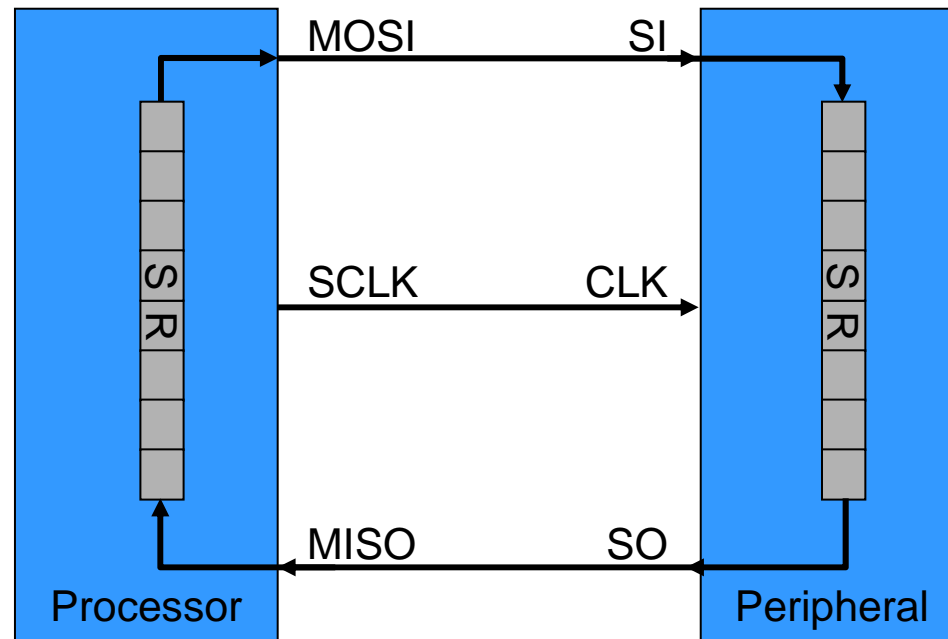 MOSI SI
S R S R
SCLK CLK
MISO SO
Processor Peripheral